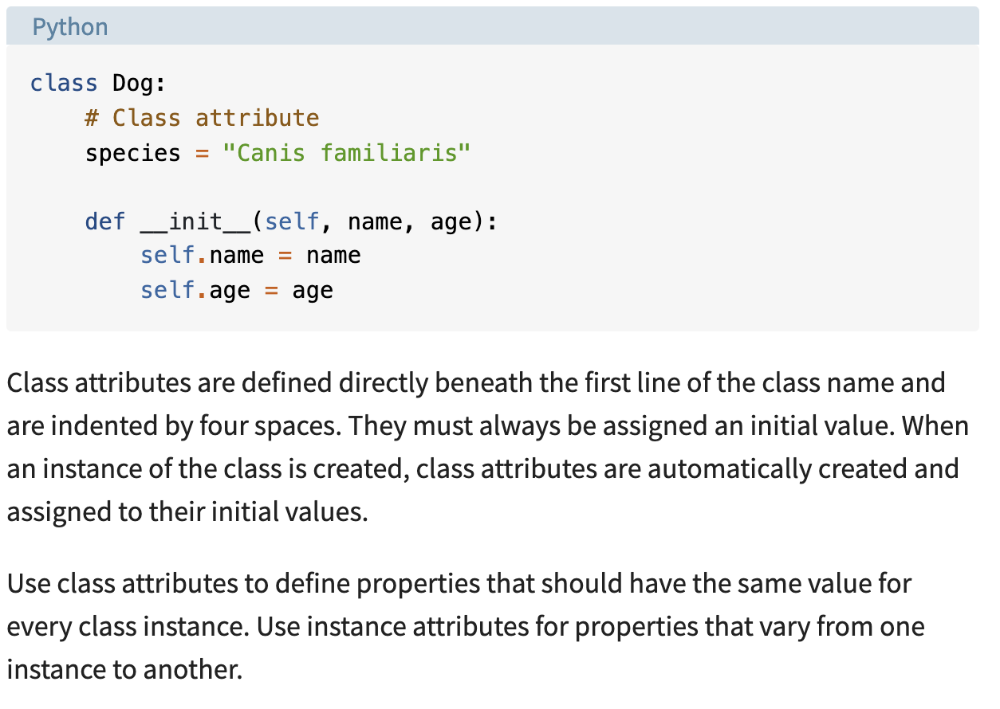 Python
class Dog:
    # Class attribute
    species = "Canis familiaris"

    def __init__(self, name, age):
        self.name = name
        self.age = age
Class attributes are defined directly beneath the first line of the class name and
are indented by four spaces. They must always be assigned an initial value. When
an instance of the class is created, class attributes are automatically created and
assigned to their initial values.
Use class attributes to define properties that should have the same value for
every class instance. Use instance attributes for properties that vary from one
instance to another.